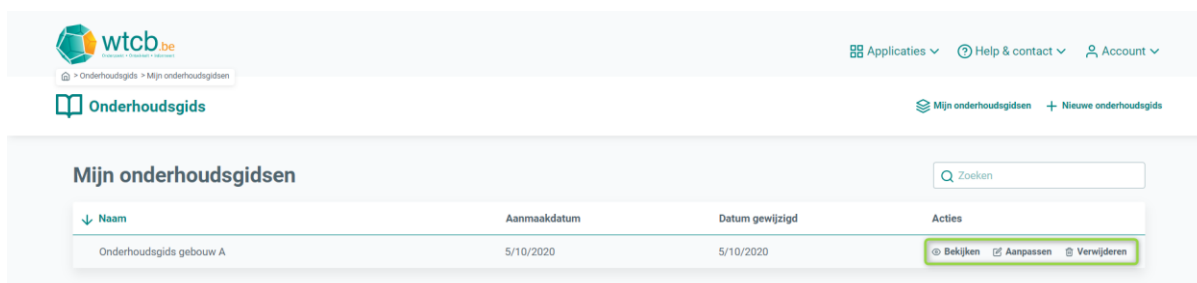 wtcb.be
Applicaties Help & contact Account
> Onderhoudsgids > Mijn onderhoudsgidsen
Onderhoudsgids
Mijn onderhoudsgidsen + Nieuwe onderhoudsgids
Mijn onderhoudsgidsen
Zoeken
Naam Aanmaakdatum Datum gewijzigd Acties
Onderhoudsgids gebouw A 5/10/2020 5/10/2020 Bekijken Aanpassen Verwijderen